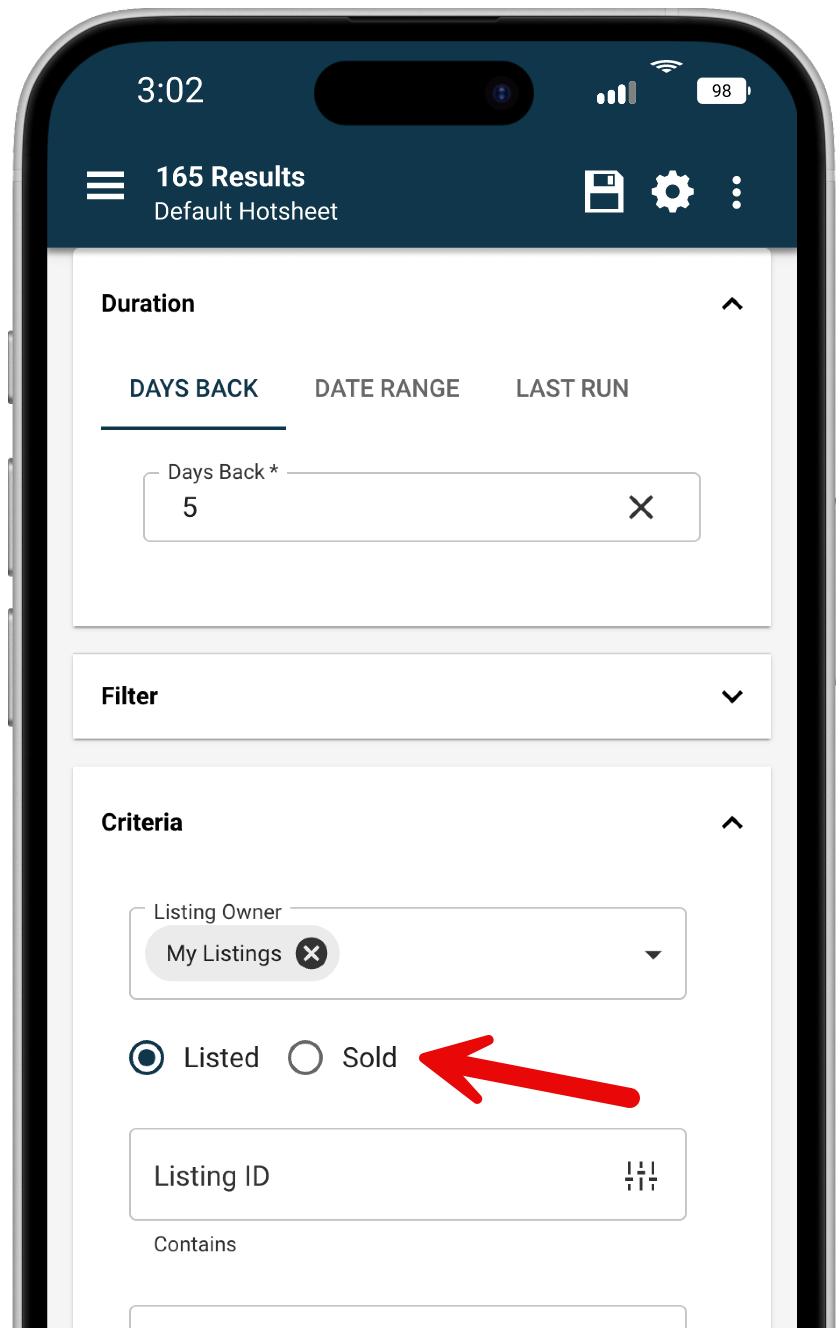 3:02
98
165 Results
Default Hotsheet
Duration
DAYS BACK DATE RANGE LAST RUN
Days Back *
5
Filter
Criteria
Listing Owner
My Listings
Listed Sold
Listing ID
Contains